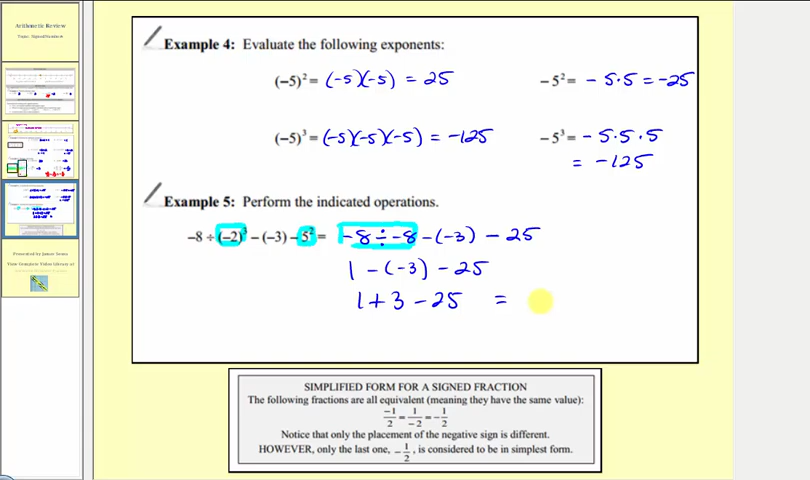 Arithmetic Review
Example 4: Evaluate the following exponents:
(−5)² = (-5)(-5) = 25    −5² = - 5·5 = -25
(−5)³ = (-5)(-5)(-5) = -125    −5³ = - 5·5·5
= -125
Example 5: Perform the indicated operations.
−8 ÷ (−2)³ − (−3) − 5² = -8 ÷ -8 - (-3) - 25
1 - (-3) - 25
1 + 3 - 25 =
SIMPLIFIED FORM FOR A SIGNED FRACTION
The following fractions are all equivalent (meaning they have the same value):
−1/2 = 1/−2 = −1/2
Notice that only the placement of the negative sign is different.
HOWEVER, only the last one, −1/2, is considered to be in simplest form.